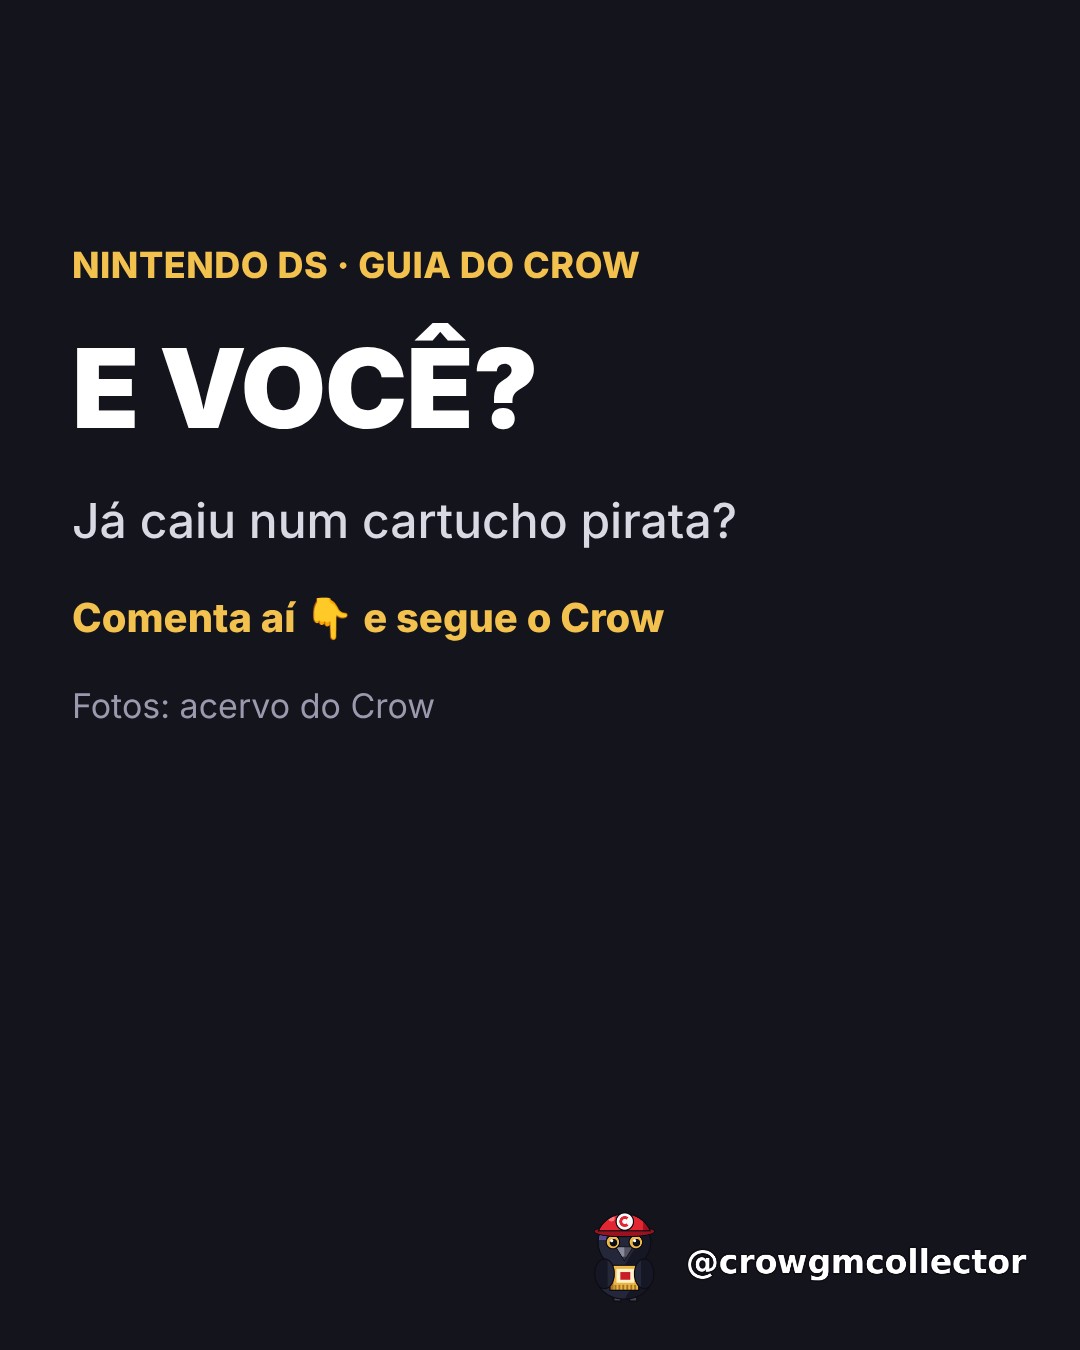 NINTENDO DS · GUIA DO CROW
E VOCÊ?
Já caiu num cartucho pirata?
Comenta aí 👇 e segue o Crow
Fotos: acervo do Crow
C
@crowgmcollector